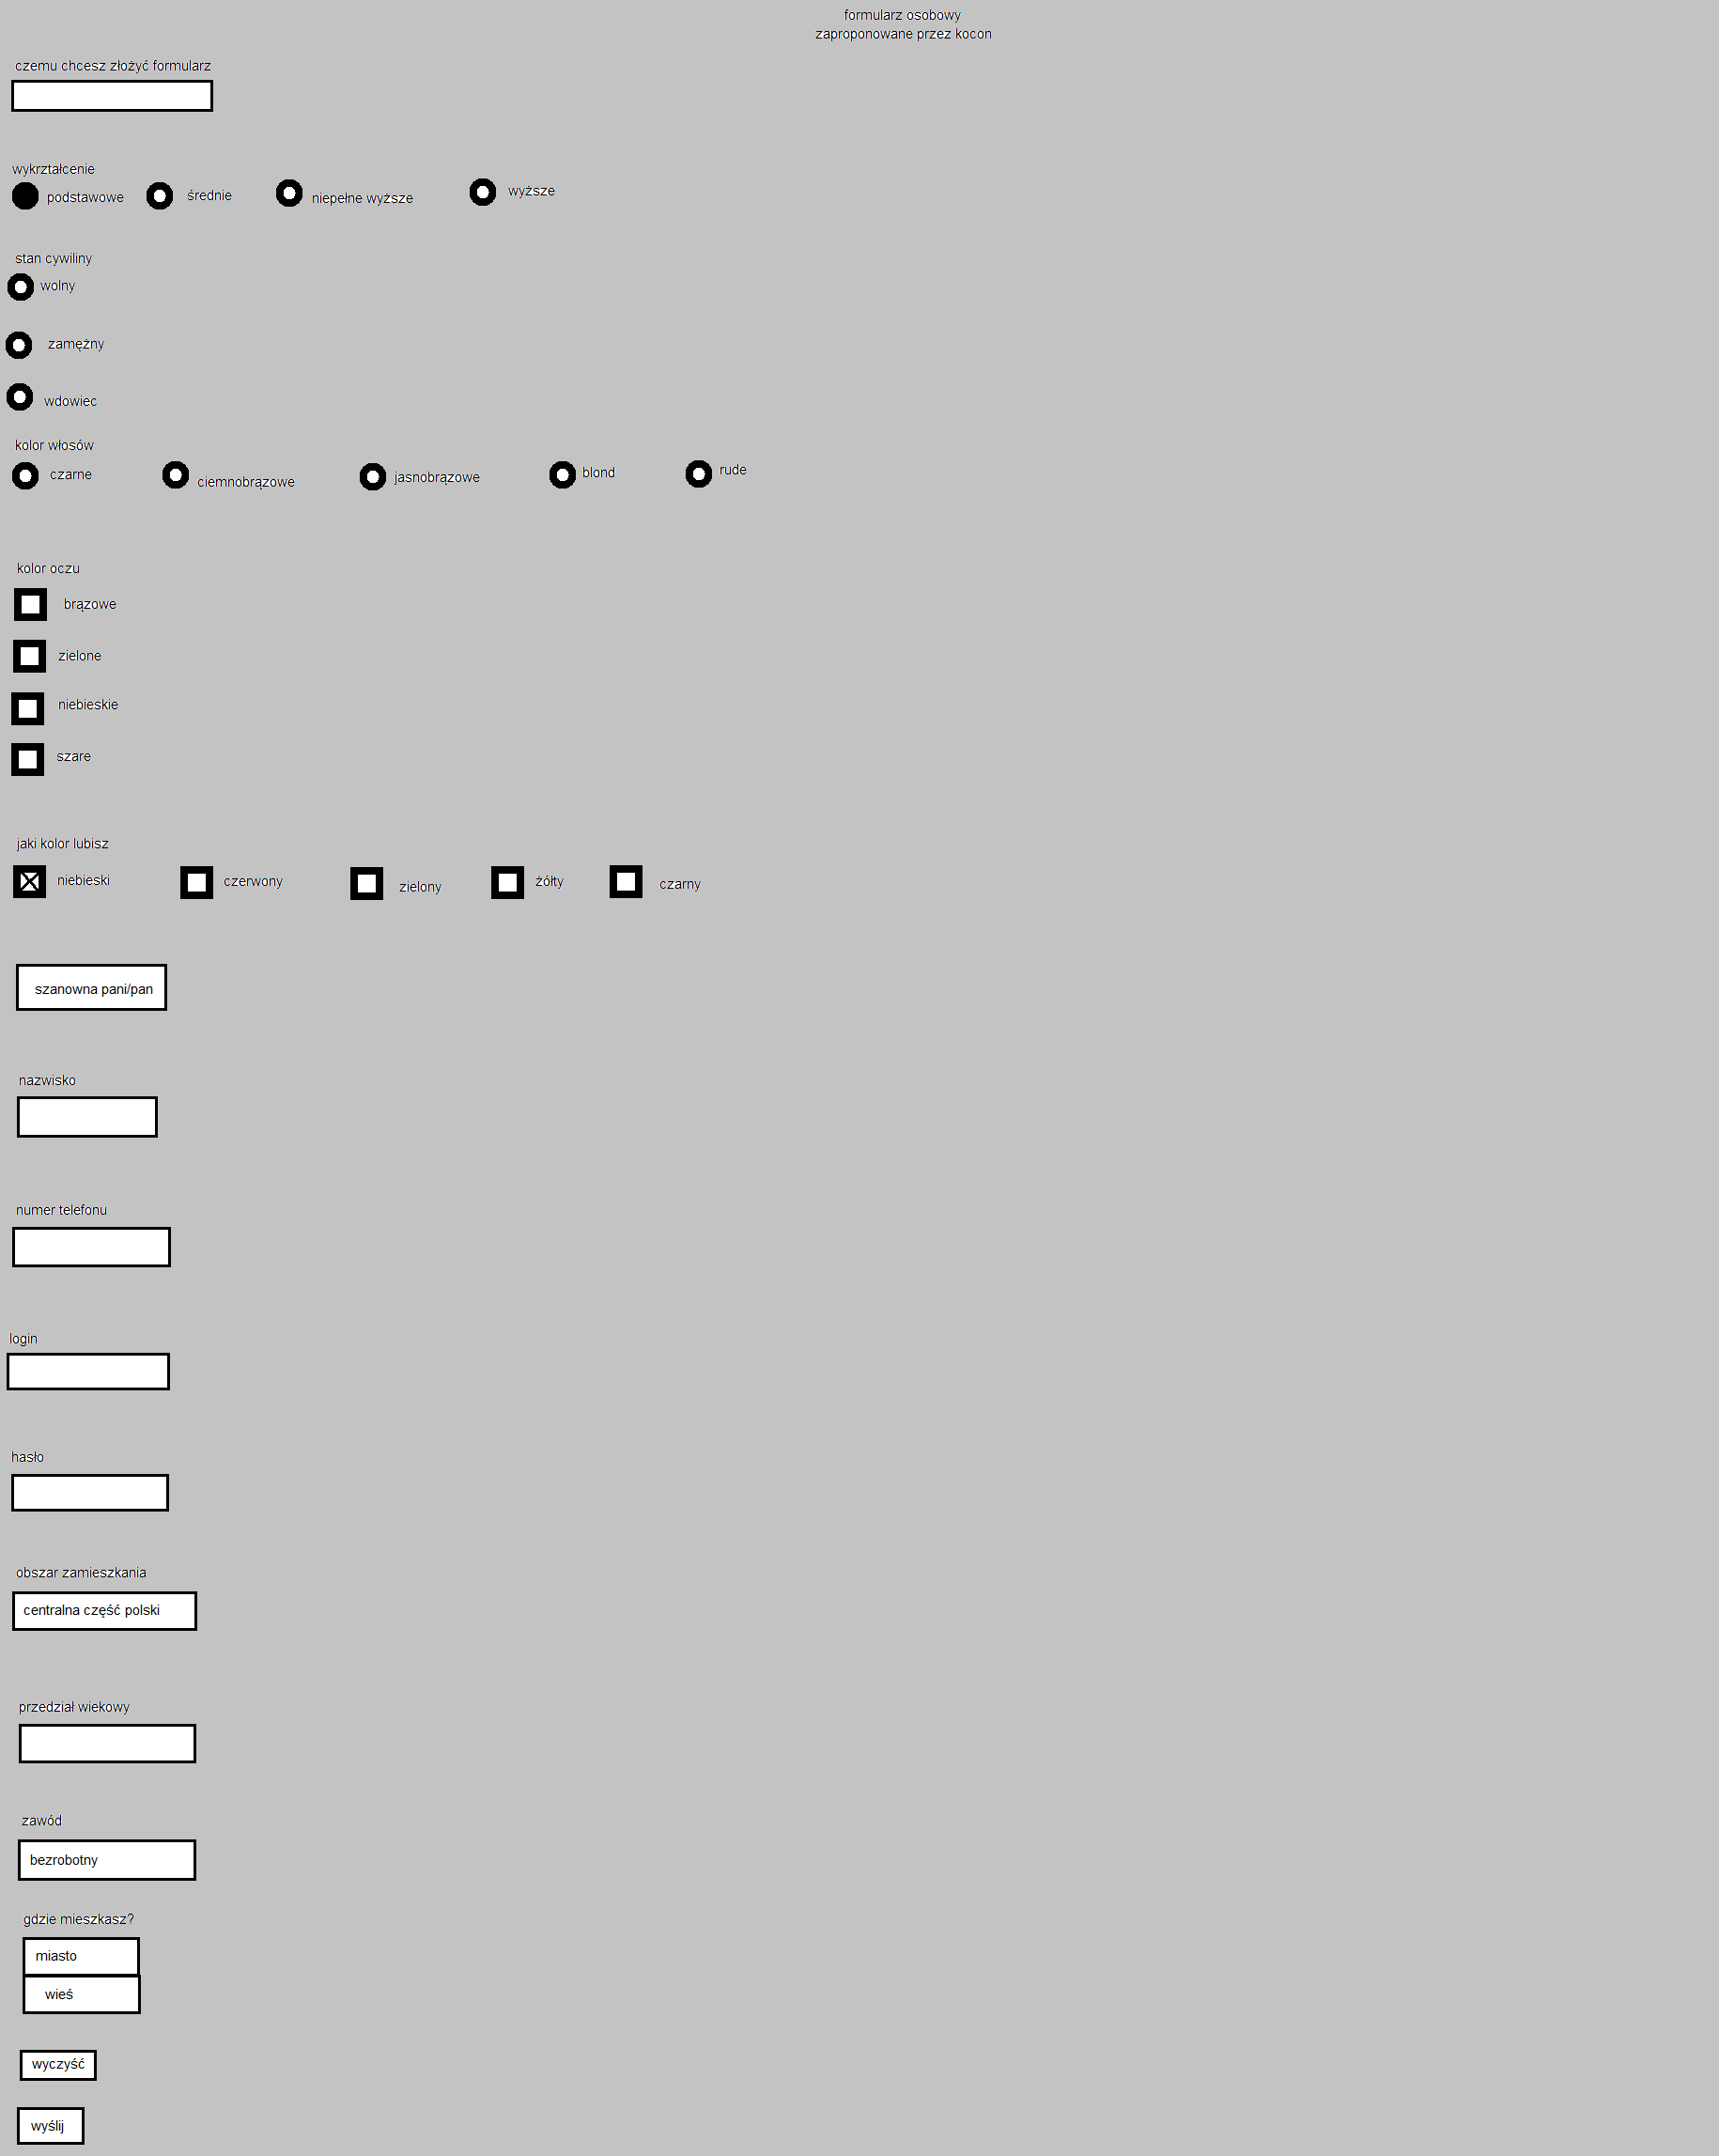 formularz osobowy
zaproponowane przez kocon
czemu chcesz złożyć formularz
wykrztałcenie
podstawowe średnie niepełne wyższe wyższe
stan cywiliny
wolny
zamężny
wdowiec
kolor włosów
czarne ciemnobrązowe jasnobrązowe blond rude
kolor oczu
brązowe
zielone
niebieskie
szare
jaki kolor lubisz
niebieski czerwony zielony żółty czarny
szanowna pani/pan
nazwisko
numer telefonu
login
hasło
obszar zamieszkania
centralna część polski
przedział wiekowy
zawód
bezrobotny
gdzie mieszkasz?
miasto
wieś
wyczyść
wyślij